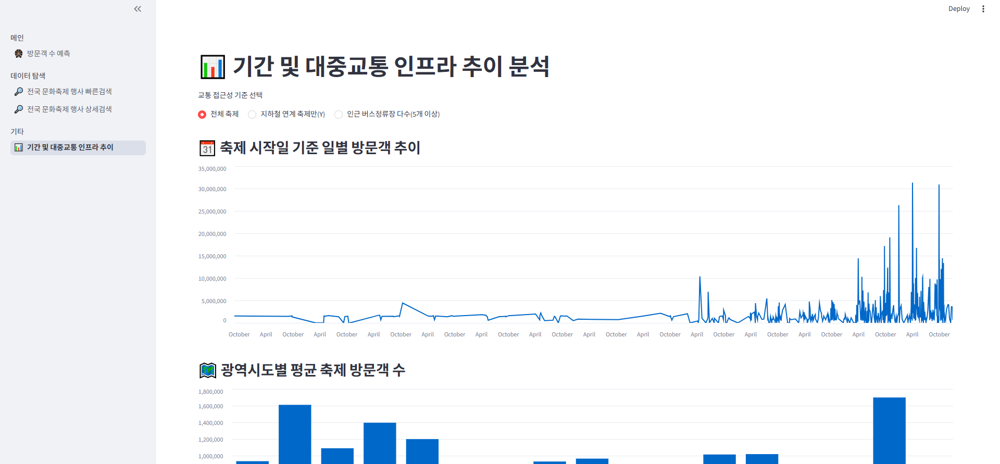 Deploy
메인
방문객 수 예측
데이터 탐색
전국 문화축제 행사 빠른검색
전국 문화축제 행사 상세검색
기타
기간 및 대중교통 인프라 추이
기간 및 대중교통 인프라 추이 분석
교통 접근성 기준 선택
전체 축제 지하철 연계 축제만(Y) 인근 버스정류장 다수(5개 이상)
31 축제 시작일 기준 일별 방문객 추이
35,000,000
30,000,000
25,000,000
20,000,000
15,000,000
10,000,000
5,000,000
0
October April October April October April October April October April October April October April October April October April October April October April October April October April October
광역시도별 평균 축제 방문객 수
1,800,000
1,600,000
1,400,000
1,200,000
1,000,000